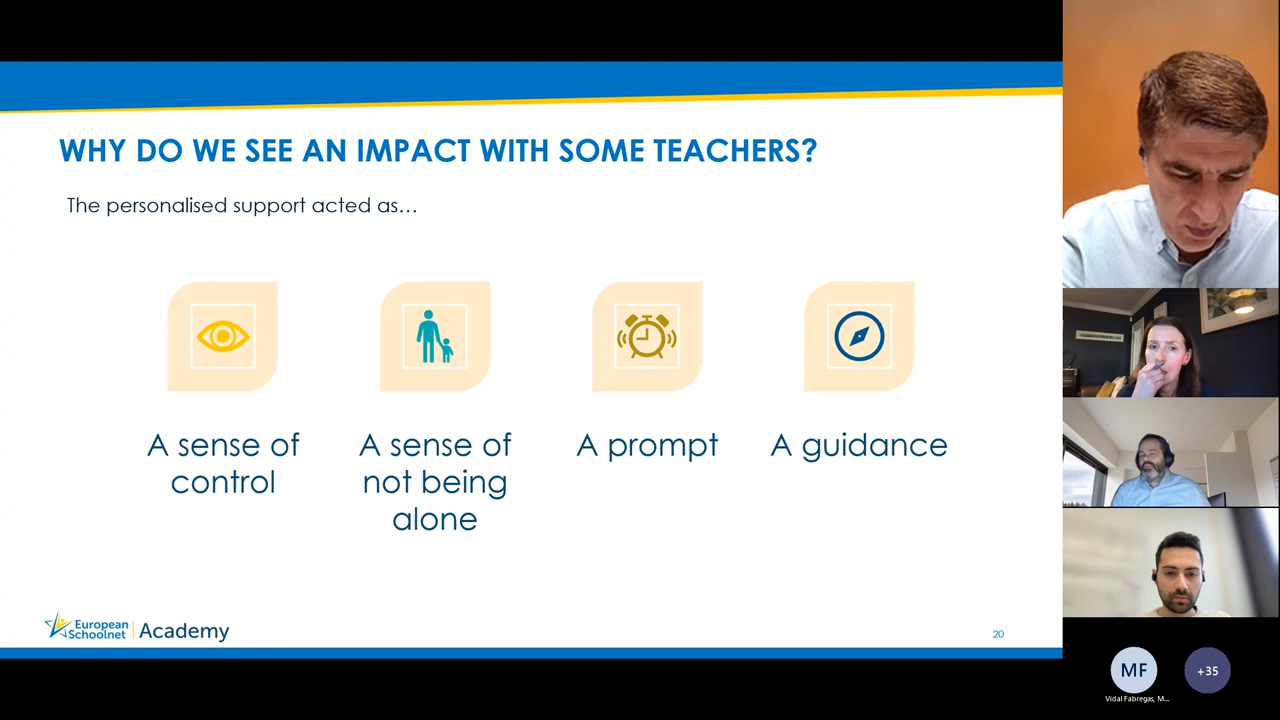 WHY DO WE SEE AN IMPACT WITH SOME TEACHERS?
The personalised support acted as…
A sense of
control
A sense of
not being
alone
A prompt
A guidance
European
Schoolnet
Academy
20
MF
+35
Vidal Fabregas, M...